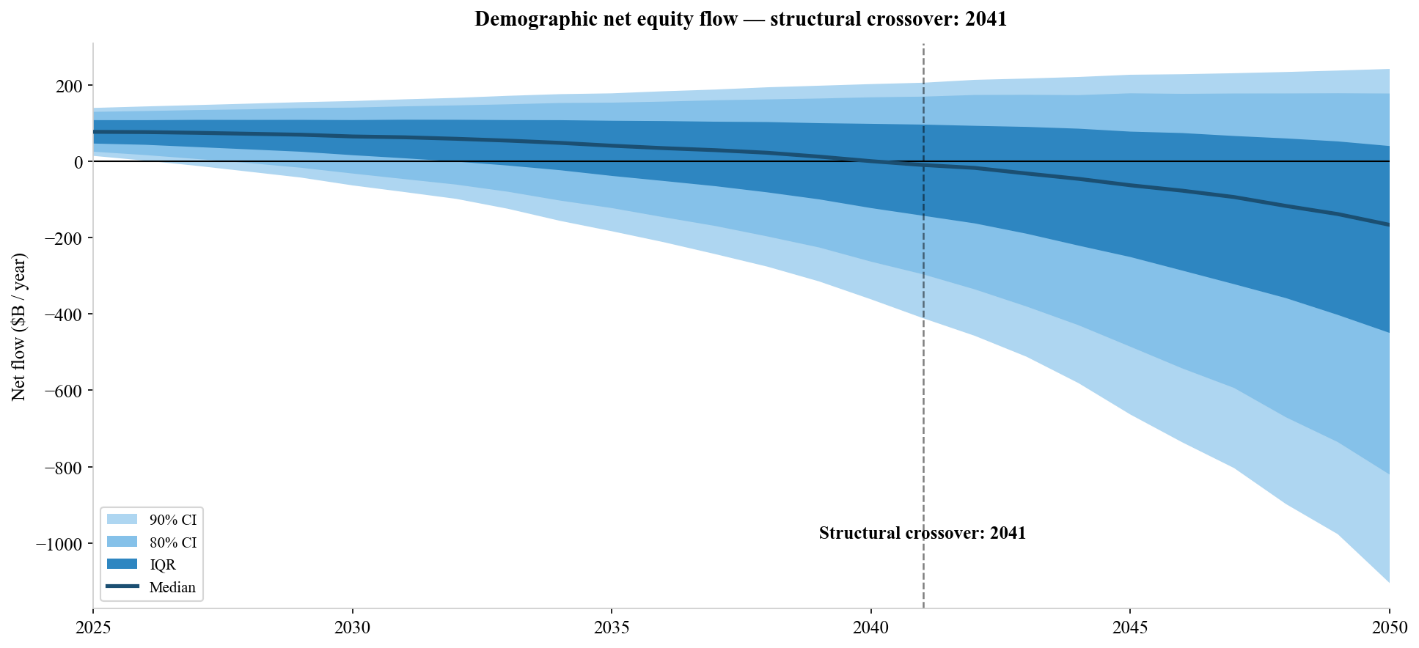 Demographic net equity flow — structural crossover: 2041
Net flow ($B / year)
200
0
−200
−400
−600
−800
−1000
Structural crossover: 2041
90% CI
80% CI
IQR
Median
2025
2030
2035
2040
2045
2050